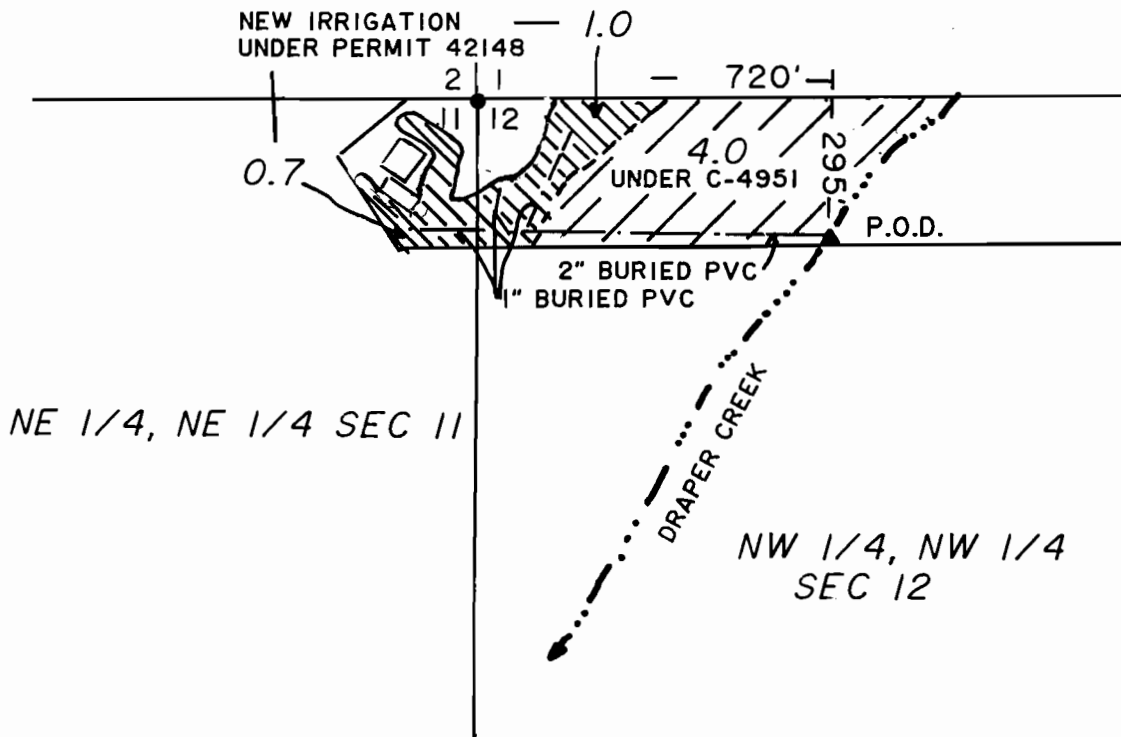 NEW IRRIGATION — 1.0
UNDER PERMIT 42148
2 1
720'
11 12
4.0
295'
0.7
UNDER C-4951
P.O.D.
2" BURIED PVC
1" BURIED PVC
DRAPER CREEK
NE 1/4, NE 1/4 SEC 11
NW 1/4, NW 1/4
SEC 12